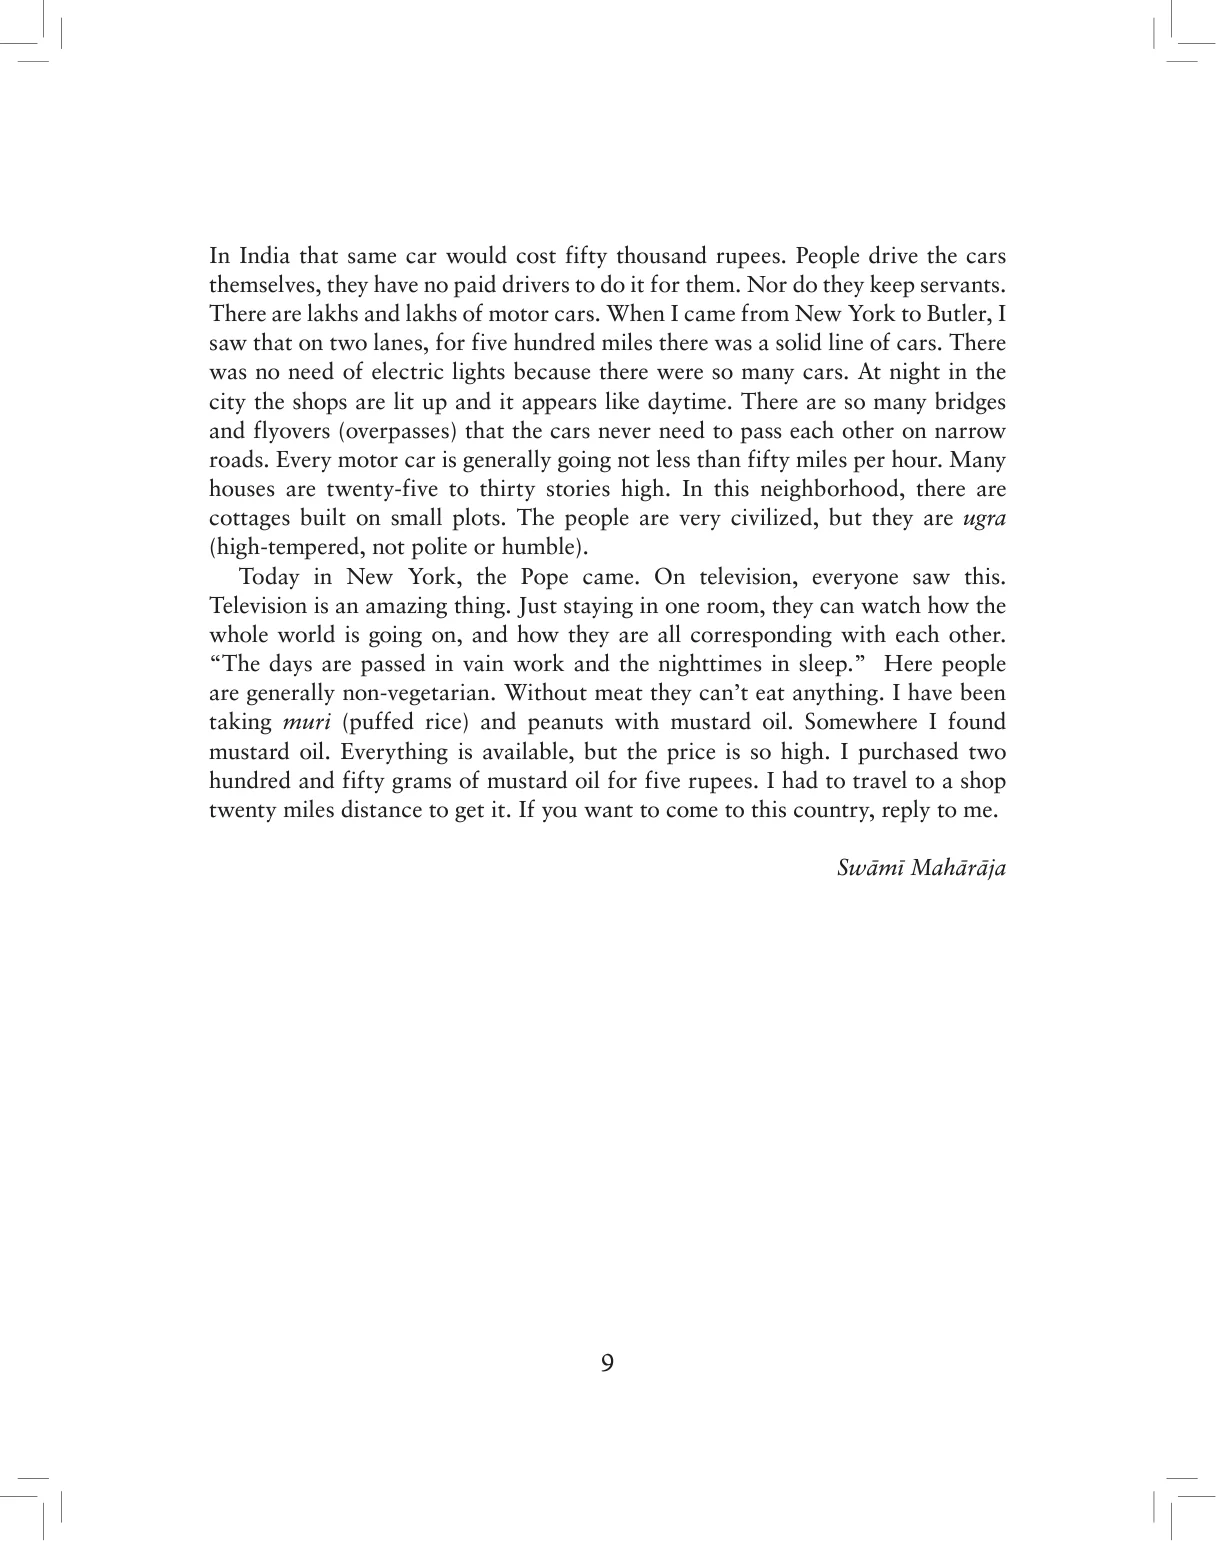 In India that same car would cost fifty thousand rupees. People drive the cars
themselves, they have no paid drivers to do it for them. Nor do they keep servants.
There are lakhs and lakhs of motor cars. When I came from New York to Butler, I
saw that on two lanes, for five hundred miles there was a solid line of cars. There
was no need of electric lights because there were so many cars. At night in the
city the shops are lit up and it appears like daytime. There are so many bridges
and flyovers (overpasses) that the cars never need to pass each other on narrow
roads. Every motor car is generally going not less than fifty miles per hour. Many
houses are twenty-five to thirty stories high. In this neighborhood, there are
cottages built on small plots. The people are very civilized, but they are ugra
(high-tempered, not polite or humble).
Today in New York, the Pope came. On television, everyone saw this.
Television is an amazing thing. Just staying in one room, they can watch how the
whole world is going on, and how they are all corresponding with each other.
“The days are passed in vain work and the nighttimes in sleep.”  Here people
are generally non-vegetarian. Without meat they can’t eat anything. I have been
taking muri (puffed rice) and peanuts with mustard oil. Somewhere I found
mustard oil. Everything is available, but the price is so high. I purchased two
hundred and fifty grams of mustard oil for five rupees. I had to travel to a shop
twenty miles distance to get it. If you want to come to this country, reply to me.
Swāmī Mahārāja
9